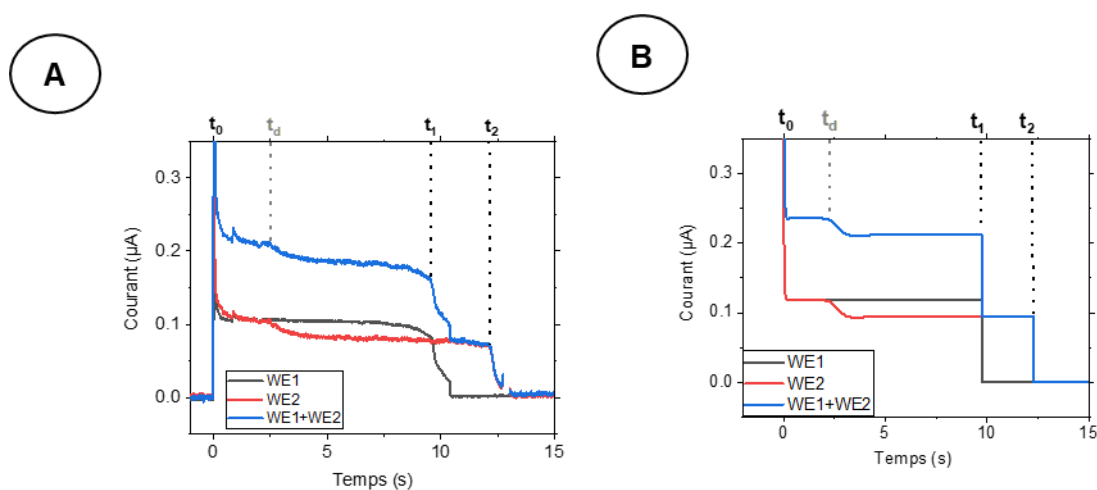 A
t0 td t1 t2
0.3
0.2
0.1
0.0
Courant (µA)
WE1
WE2
WE1+WE2
0 5 10 15
Temps (s)
B
t0 td t1 t2
0.3
0.2
0.1
0.0
Courant (µA)
WE1
WE2
WE1+WE2
0 5 10 15
Temps (s)